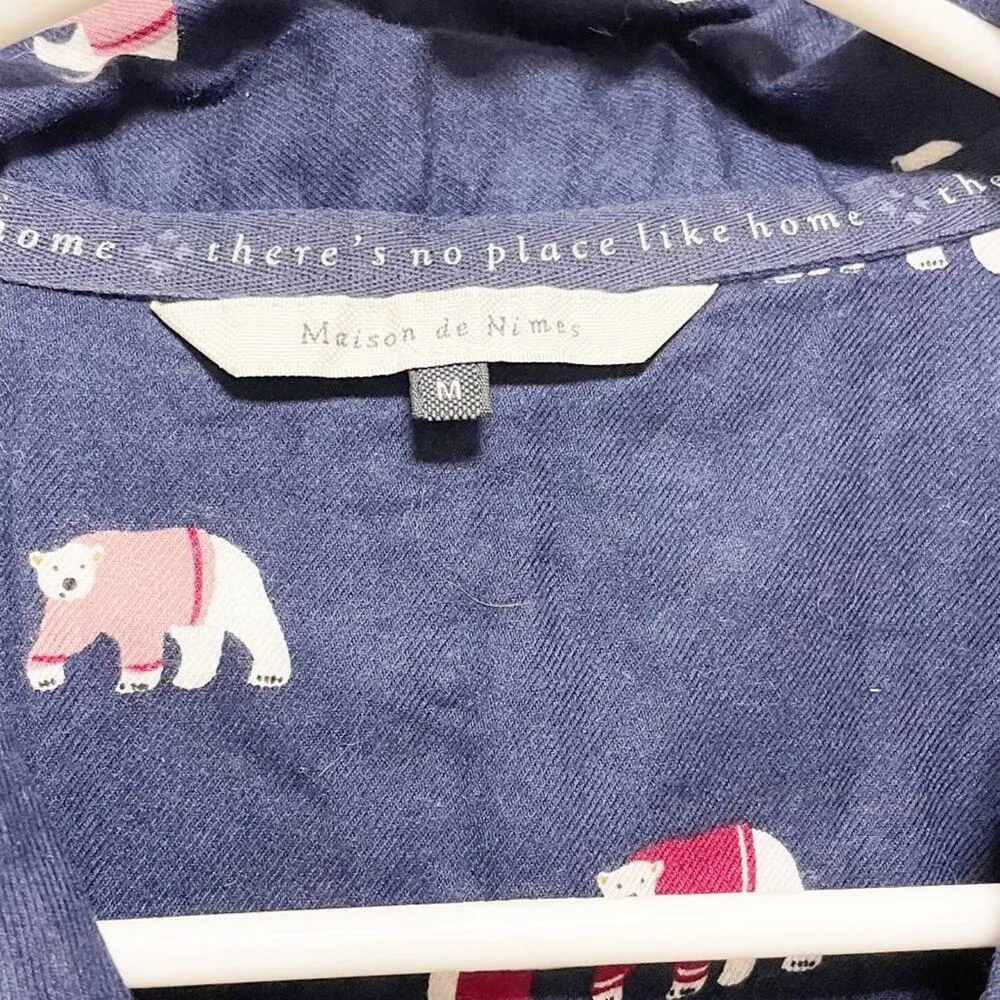 home there's no place like home the
Maison de Nimes
M